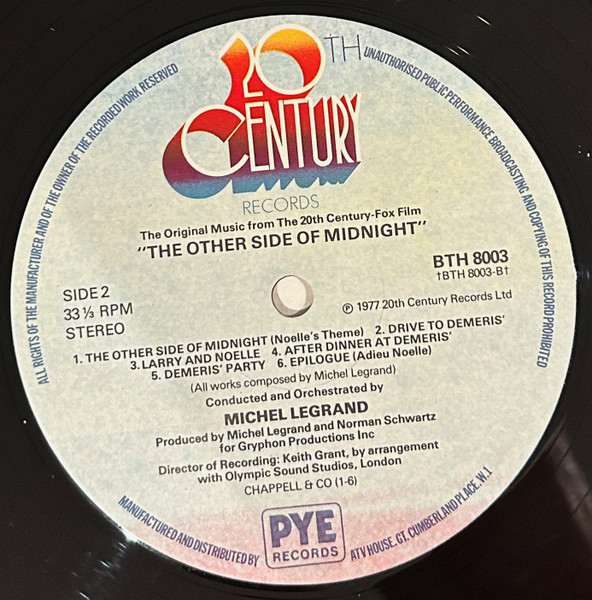 20TH
CENTURY
RECORDS
The Original Music from The 20th Century-Fox Film
"THE OTHER SIDE OF MIDNIGHT"
BTH 8003
†BTH 8003-B†
SIDE 2
33⅓ RPM
STEREO
℗ 1977 20th Century Records Ltd
1. THE OTHER SIDE OF MIDNIGHT (Noelle's Theme) 2. DRIVE TO DEMERIS'
3. LARRY AND NOELLE 4. AFTER DINNER AT DEMERIS'
5. DEMERIS' PARTY 6. EPILOGUE (Adieu Noelle)
(All works composed by Michel Legrand)
Conducted and Orchestrated by
MICHEL LEGRAND
Produced by Michel Legrand and Norman Schwartz
for Gryphon Productions Inc
Director of Recording: Keith Grant, by arrangement
with Olympic Sound Studios, London
CHAPPELL & CO (1-6)
PYE
RECORDS
ALL RIGHTS OF THE MANUFACTURER AND OF THE OWNER OF THE RECORDED WORK RESERVED
UNAUTHORISED PUBLIC PERFORMANCE BROADCASTING AND COPYING OF THIS RECORD PROHIBITED
MANUFACTURED AND DISTRIBUTED BY
ATV HOUSE. GT. CUMBERLAND PLACE. W.1